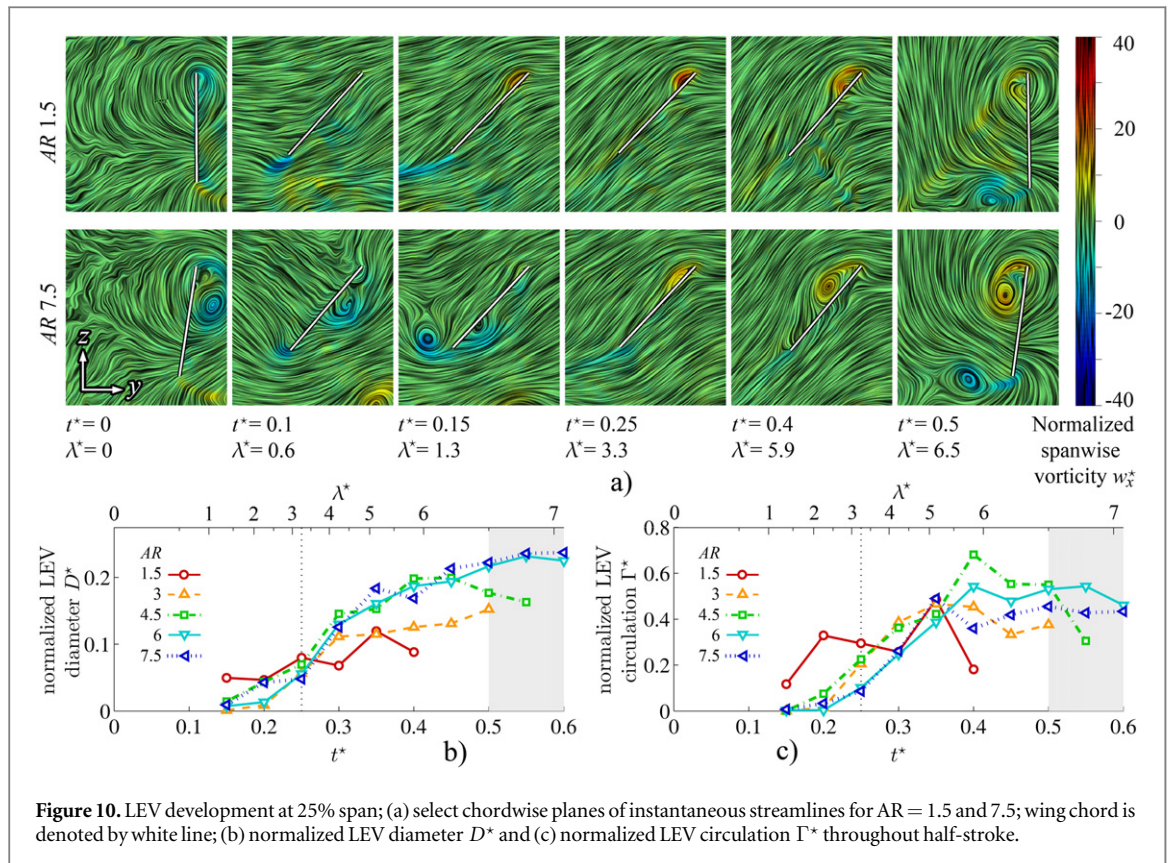 AR 1.5
40
20
0
-20
-40
AR 7.5
z
y
t* = 0
λ* = 0
t* = 0.1
λ* = 0.6
t* = 0.15
λ* = 1.3
t* = 0.25
λ* = 3.3
t* = 0.4
λ* = 5.9
t* = 0.5
λ* = 6.5
Normalized
spanwise
vorticity w*x
a)
λ*
0 1 2 3 4 5 6 7
normalized LEV
diameter D*
0.2
0.1
0
AR
1.5
3
4.5
6
7.5
0 0.1 0.2 0.3 0.4 0.5 0.6
t*
b)
λ*
0 1 2 3 4 5 6 7
normalized LEV
circulation Γ*
0.8
0.6
0.4
0.2
0
AR
1.5
3
4.5
6
7.5
0 0.1 0.2 0.3 0.4 0.5 0.6
t*
c)
Figure 10. LEV development at 25% span; (a) select chordwise planes of instantaneous streamlines for AR = 1.5 and 7.5; wing chord is
denoted by white line; (b) normalized LEV diameter D* and (c) normalized LEV circulation Γ* throughout half-stroke.